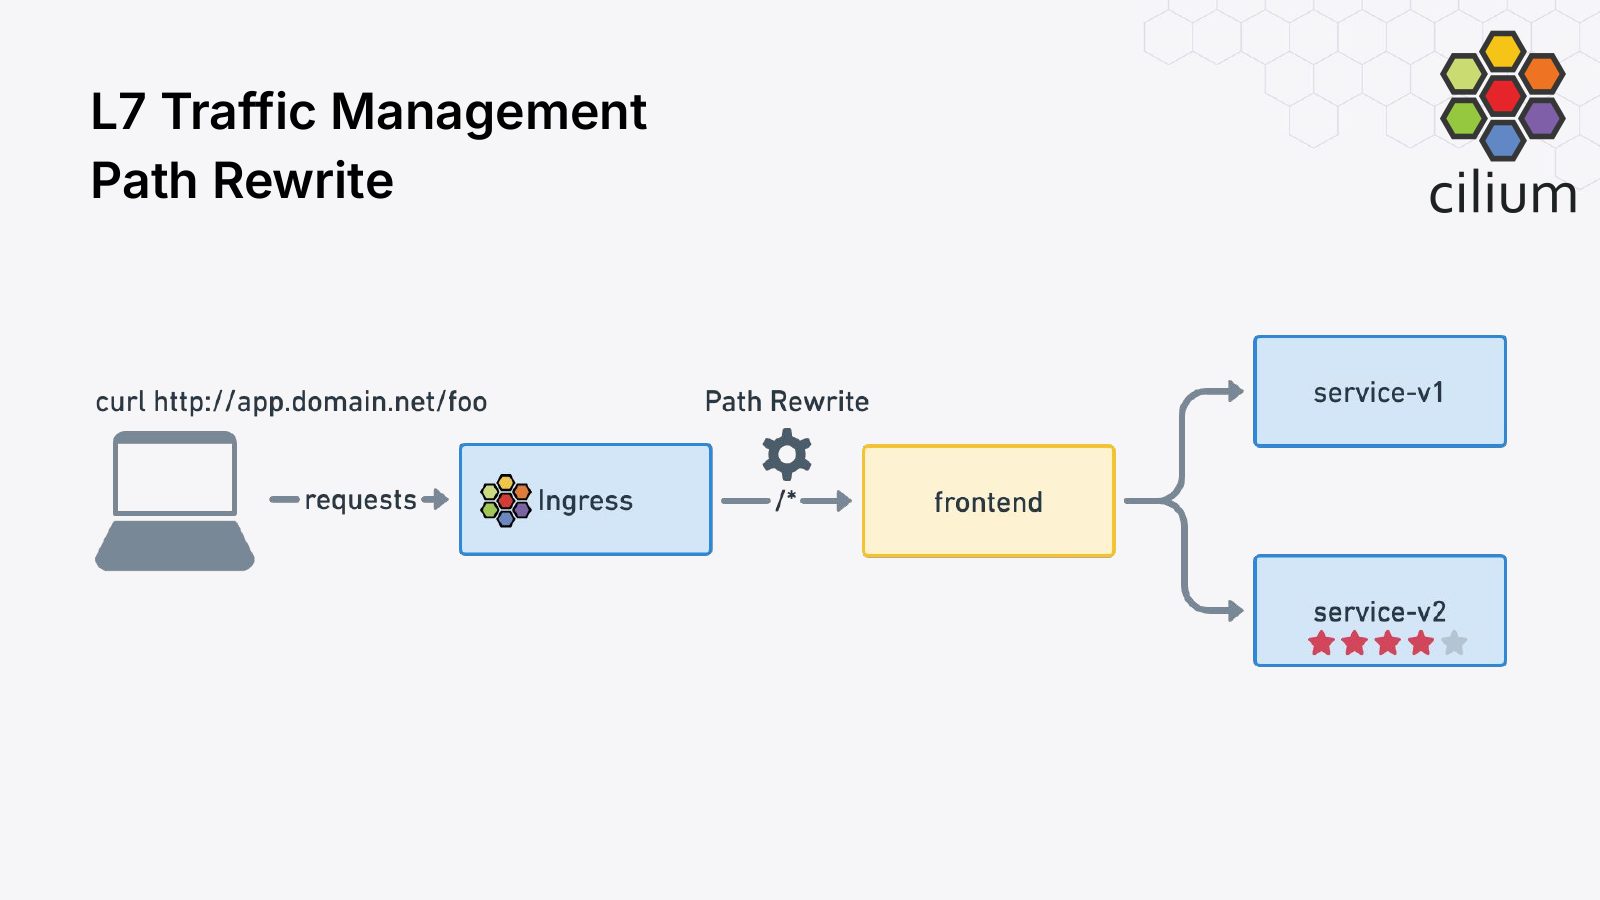 L7 Traffic Management
Path Rewrite
cilium
curl http://app.domain.net/foo
requests
Ingress
Path Rewrite
/*
frontend
service-v1
service-v2